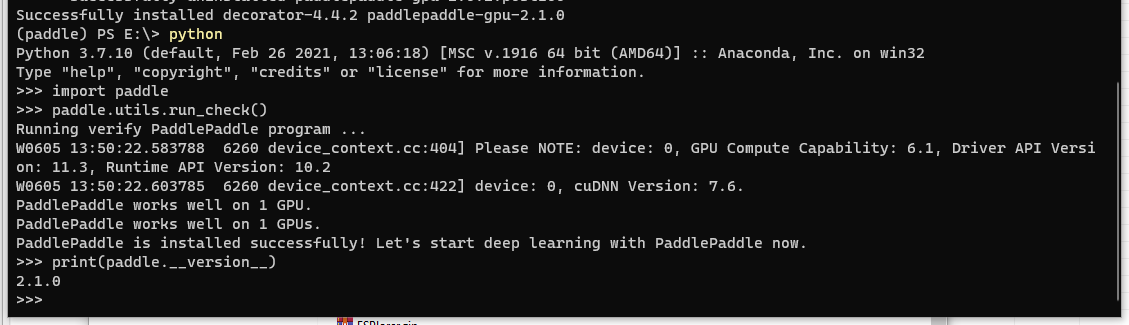 Successfully installed decorator-4.4.2 paddlepaddle-gpu-2.1.0
(paddle) PS E:\> python
Python 3.7.10 (default, Feb 26 2021, 13:06:18) [MSC v.1916 64 bit (AMD64)] :: Anaconda, Inc. on win32
Type "help", "copyright", "credits" or "license" for more information.
>>> import paddle
>>> paddle.utils.run_check()
Running verify PaddlePaddle program ...
W0605 13:50:22.583788  6260 device_context.cc:404] Please NOTE: device: 0, GPU Compute Capability: 6.1, Driver API Versi
on: 11.3, Runtime API Version: 10.2
W0605 13:50:22.603785  6260 device_context.cc:422] device: 0, cuDNN Version: 7.6.
PaddlePaddle works well on 1 GPU.
PaddlePaddle works well on 1 GPUs.
PaddlePaddle is installed successfully! Let's start deep learning with PaddlePaddle now.
>>> print(paddle.__version__)
2.1.0
>>>